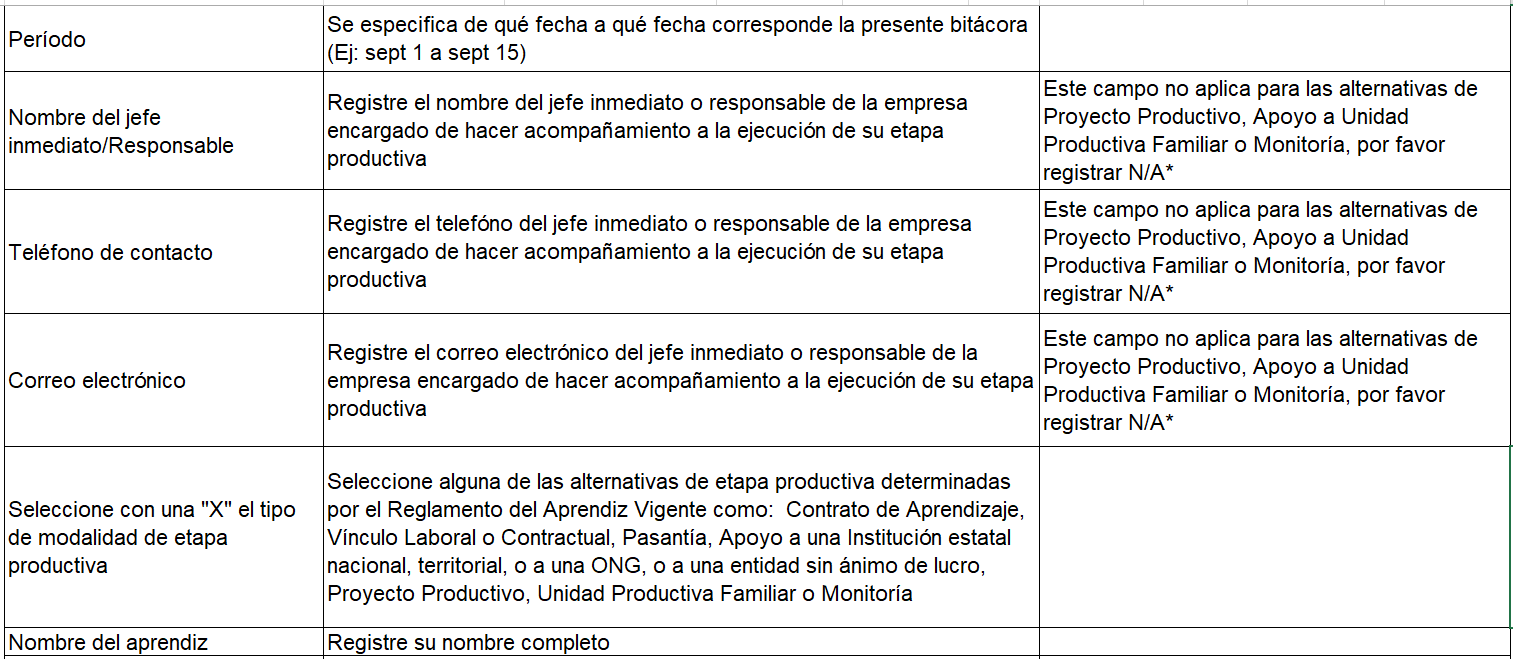 Período
Se especifica de qué fecha a qué fecha corresponde la presente bitácora
(Ej: sept 1 a sept 15)
Nombre del jefe
inmediato/Responsable
Registre el nombre del jefe inmediato o responsable de la empresa
encargado de hacer acompañamiento a la ejecución de su etapa
productiva
Este campo no aplica para las alternativas de
Proyecto Productivo, Apoyo a Unidad
Productiva Familiar o Monitoría, por favor
registrar N/A*
Teléfono de contacto
Registre el telefóno del jefe inmediato o responsable de la empresa
encargado de hacer acompañamiento a la ejecución de su etapa
productiva
Este campo no aplica para las alternativas de
Proyecto Productivo, Apoyo a Unidad
Productiva Familiar o Monitoría, por favor
registrar N/A*
Correo electrónico
Registre el correo electrónico del jefe inmediato o responsable de la
empresa encargado de hacer acompañamiento a la ejecución de su etapa
productiva
Este campo no aplica para las alternativas de
Proyecto Productivo, Apoyo a Unidad
Productiva Familiar o Monitoría, por favor
registrar N/A*
Seleccione con una "X" el tipo
de modalidad de etapa
productiva
Seleccione alguna de las alternativas de etapa productiva determinadas
por el Reglamento del Aprendiz Vigente como:  Contrato de Aprendizaje,
Vínculo Laboral o Contractual, Pasantía, Apoyo a una Institución estatal
nacional, territorial, o a una ONG, o a una entidad sin ánimo de lucro,
Proyecto Productivo, Unidad Productiva Familiar o Monitoría
Nombre del aprendiz
Registre su nombre completo